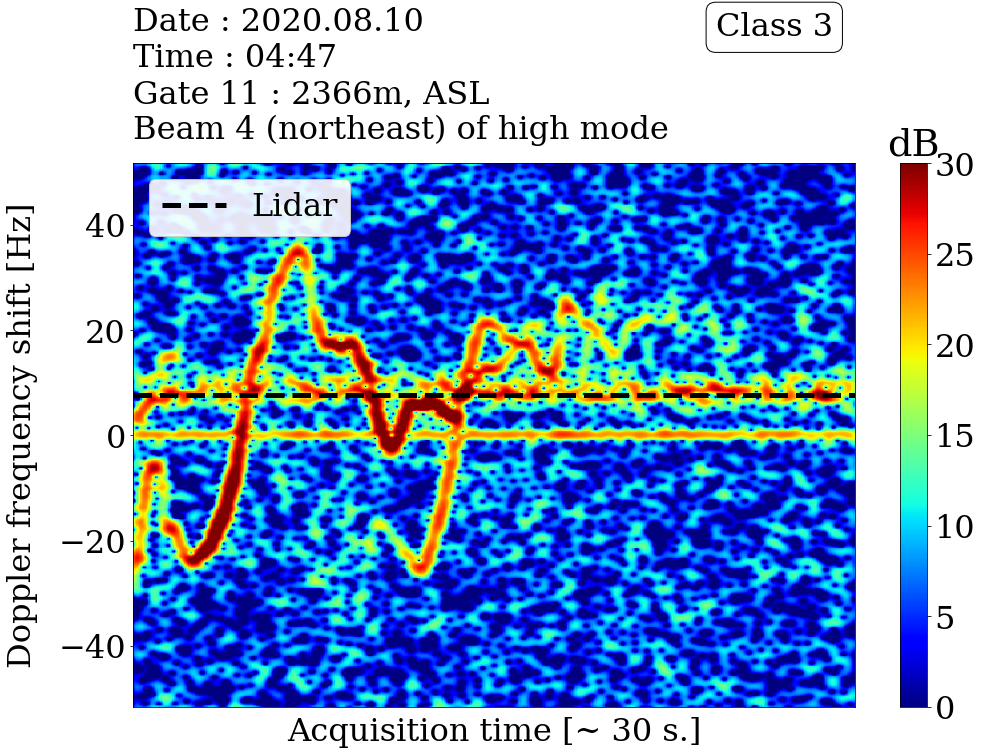 Date : 2020.08.10
Time : 04:47
Gate 11 : 2366m, ASL
Beam 4 (northeast) of high mode
Class 3
dB
Lidar
Doppler frequency shift [Hz]
40
20
0
−20
−40
Acquisition time [~ 30 s.]
30
25
20
15
10
5
0